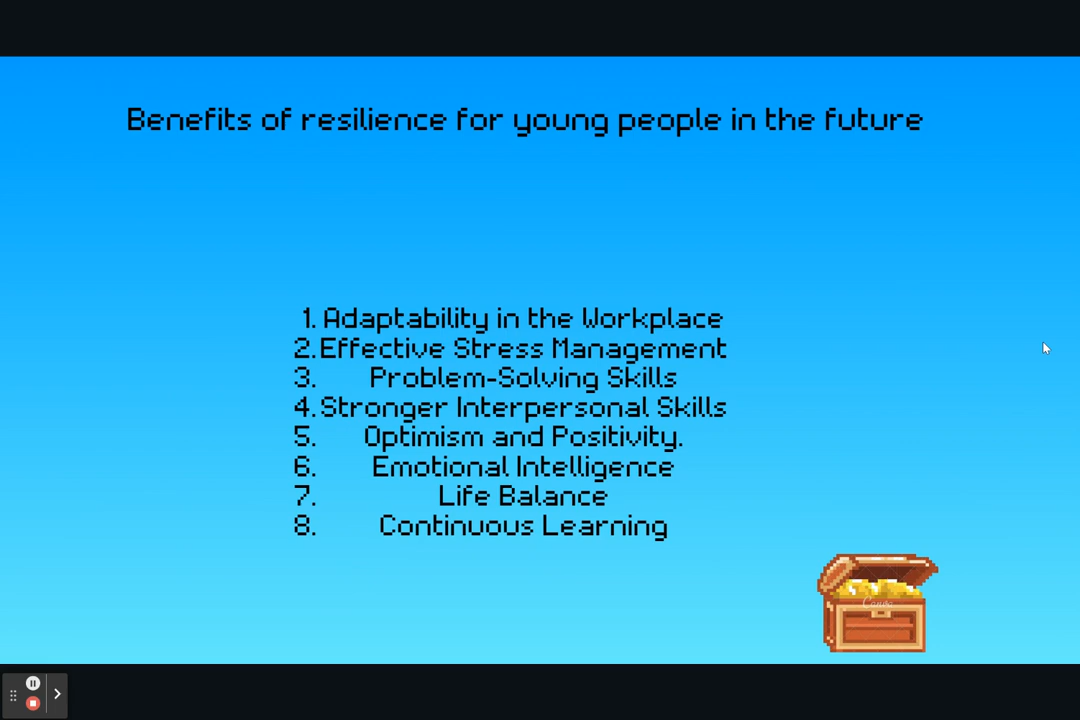 Benefits of resilience for young people in the future
1. Adaptability in the Workplace
2. Effective Stress Management
3. Problem-Solving Skills
4. Stronger Interpersonal Skills
5. Optimism and Positivity.
6. Emotional Intelligence
7. Life Balance
8. Continuous Learning
Canva